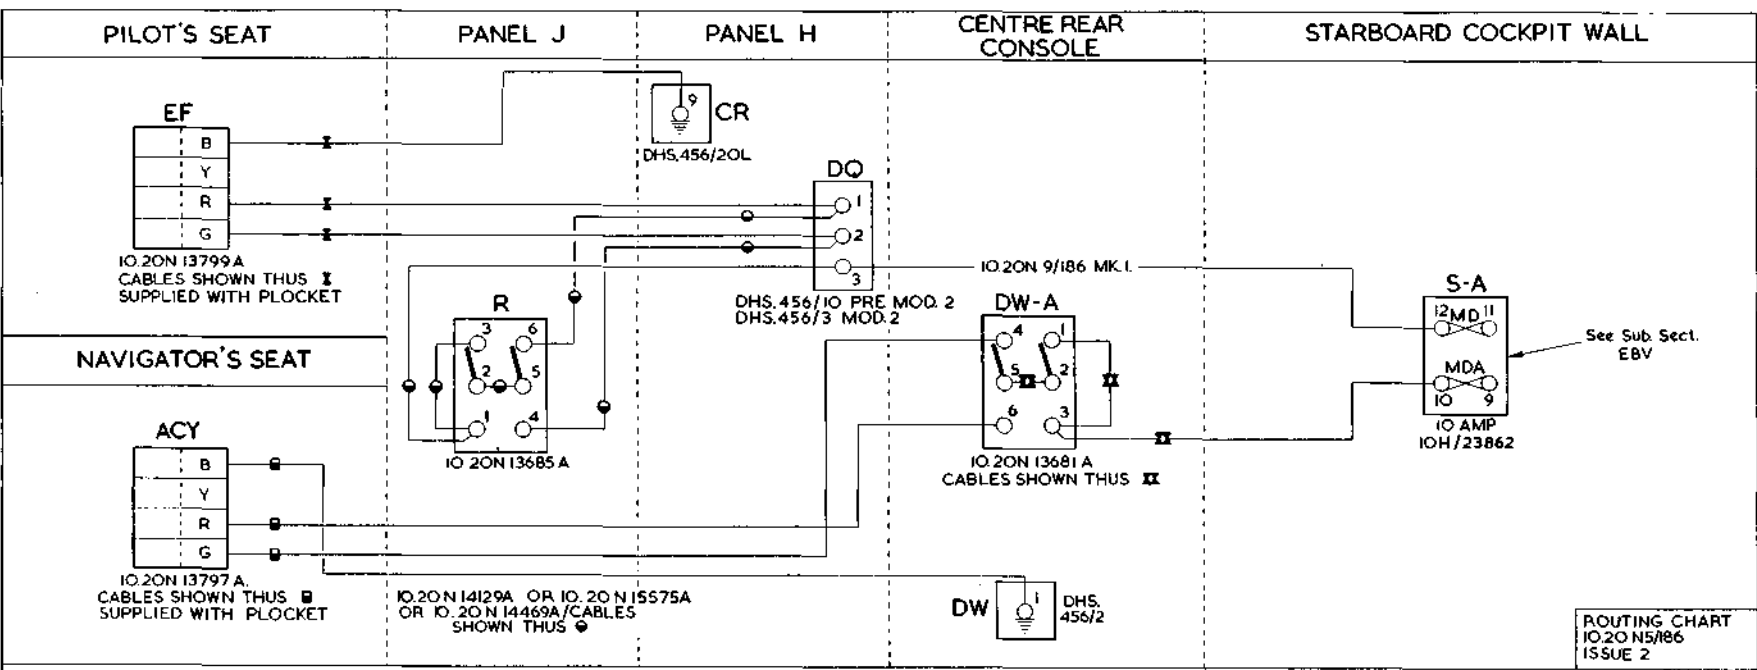 PILOT'S SEAT
PANEL J
PANEL H
CENTRE REAR
CONSOLE
STARBOARD COCKPIT WALL
EF
B
Y
R
G
10.20N 13799A
CABLES SHOWN THUS
SUPPLIED WITH PLOCKET
9
CR
DHS.456/20L
DQ
1
2
3
DHS.456/10 PRE MOD. 2
DHS.456/3 MOD.2
10.20N 9/186 MK.1.
R
3
6
2
5
1
4
10.20N 13685A
DW-A
4
1
5
2
6
3
10.20N 13681A
CABLES SHOWN THUS
S-A
12 MD 11
MDA
10
9
10 AMP
10H/23862
See Sub. Sect.
EBV
NAVIGATOR'S SEAT
ACY
B
Y
R
G
10.20N 13797A.
CABLES SHOWN THUS
SUPPLIED WITH PLOCKET
10.20N 14129A OR 10.20N 15575A
OR 10.20N 14469A/CABLES
SHOWN THUS
DW
1
DHS.
456/2
ROUTING CHART
10.20 N5/186
ISSUE 2